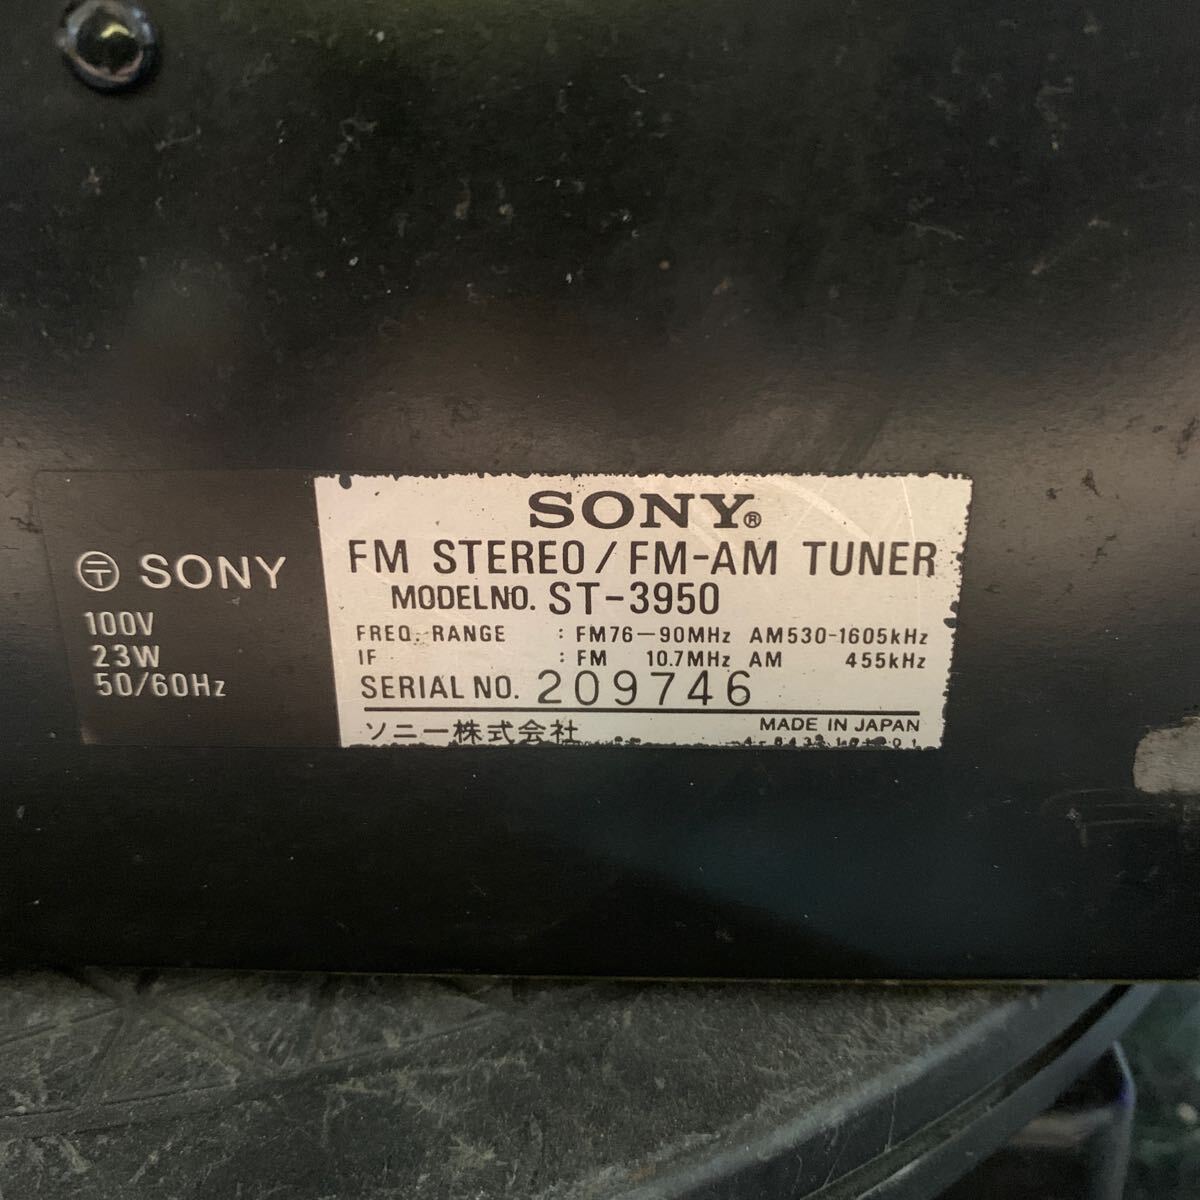 〒 SONY
100V
23W
50/60Hz
SONY®
FM STEREO/FM-AM TUNER
MODEL NO. ST-3950
FREQ. RANGE : FM76-90MHz AM530-1605kHz
IF : FM 10.7MHz AM 455kHz
SERIAL NO. 209746
ソニー株式会社 MADE IN JAPAN